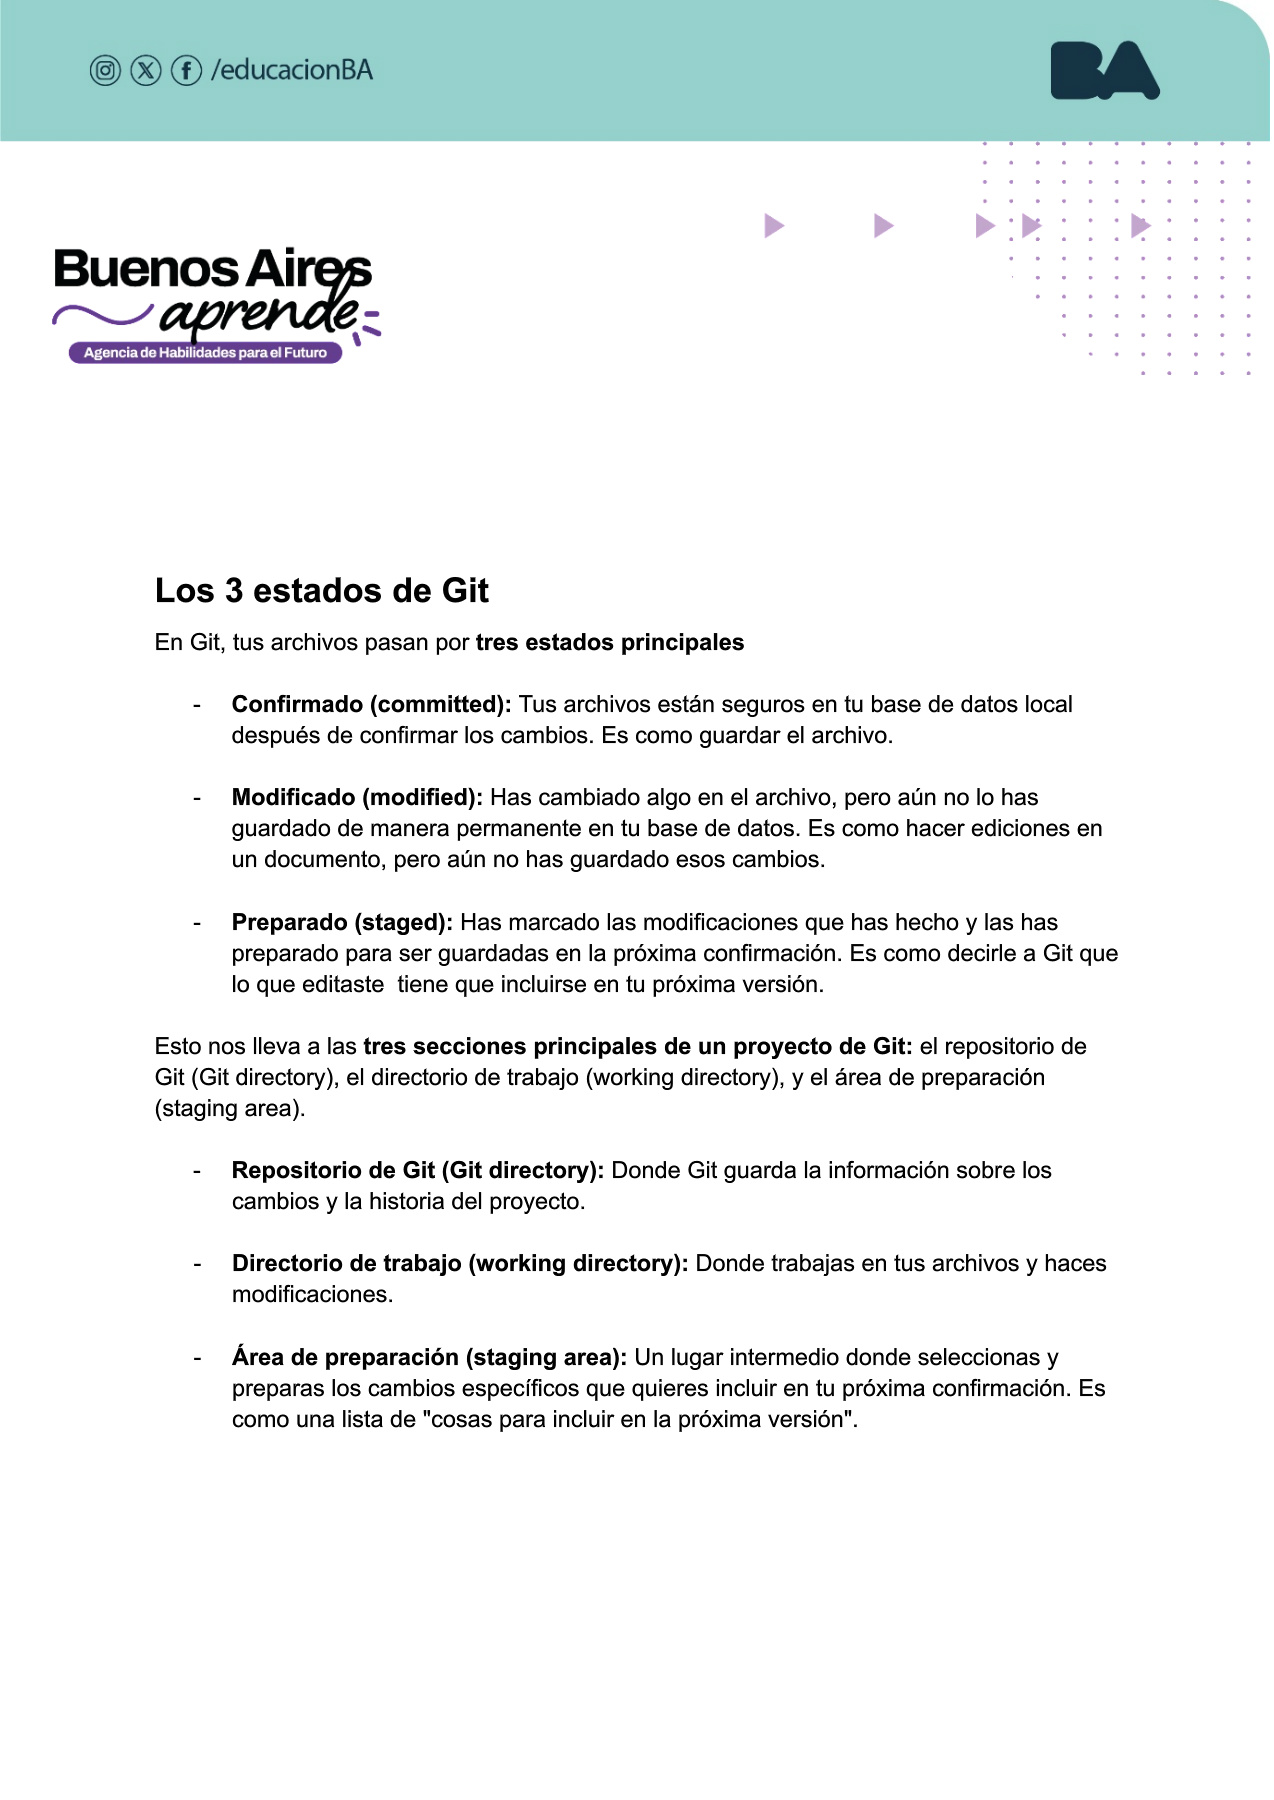 /educacionBA
BA
Buenos Aires
aprende
Agencia de Habilidades para el Futuro
Los 3 estados de Git
En Git, tus archivos pasan por tres estados principales
- Confirmado (committed): Tus archivos están seguros en tu base de datos local
después de confirmar los cambios. Es como guardar el archivo.
- Modificado (modified): Has cambiado algo en el archivo, pero aún no lo has
guardado de manera permanente en tu base de datos. Es como hacer ediciones en
un documento, pero aún no has guardado esos cambios.
- Preparado (staged): Has marcado las modificaciones que has hecho y las has
preparado para ser guardadas en la próxima confirmación. Es como decirle a Git que
lo que editaste  tiene que incluirse en tu próxima versión.
Esto nos lleva a las tres secciones principales de un proyecto de Git: el repositorio de
Git (Git directory), el directorio de trabajo (working directory), y el área de preparación
(staging area).
- Repositorio de Git (Git directory): Donde Git guarda la información sobre los
cambios y la historia del proyecto.
- Directorio de trabajo (working directory): Donde trabajas en tus archivos y haces
modificaciones.
- Área de preparación (staging area): Un lugar intermedio donde seleccionas y
preparas los cambios específicos que quieres incluir en tu próxima confirmación. Es
como una lista de "cosas para incluir en la próxima versión".